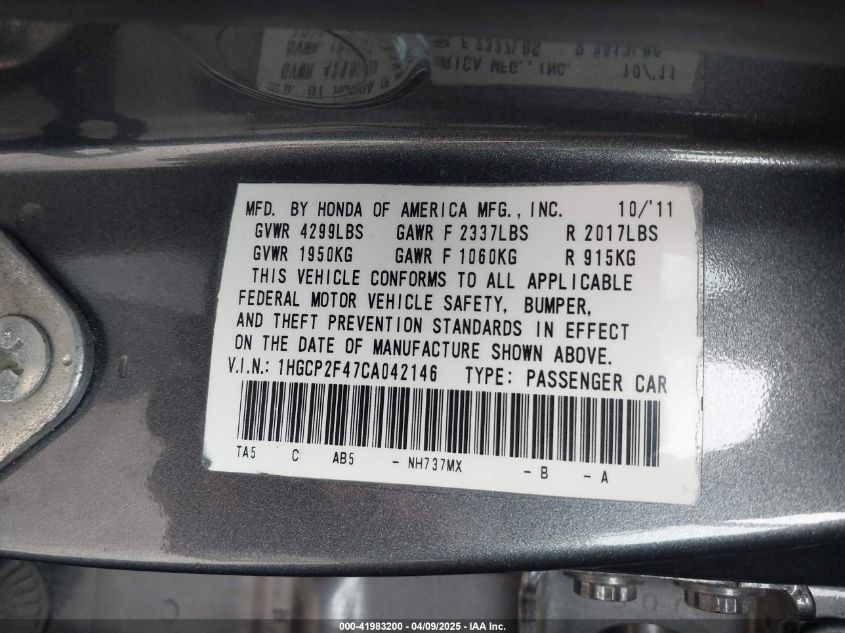 MFD. BY HONDA OF AMERICA MFG., INC. 10/'11
GVWR 4299LBS GAWR F 2337LBS R 2017LBS
GVWR 1950KG GAWR F 1060KG R 915KG
THIS VEHICLE CONFORMS TO ALL APPLICABLE
FEDERAL MOTOR VEHICLE SAFETY, BUMPER,
AND THEFT PREVENTION STANDARDS IN EFFECT
ON THE DATE OF MANUFACTURE SHOWN ABOVE.
V.I.N.: 1HGCP2F47CA042146 TYPE: PASSENGER CAR
TA5 C AB5 - NH737MX - B - A
000-41983200 - 04/09/2025 - IAA Inc.